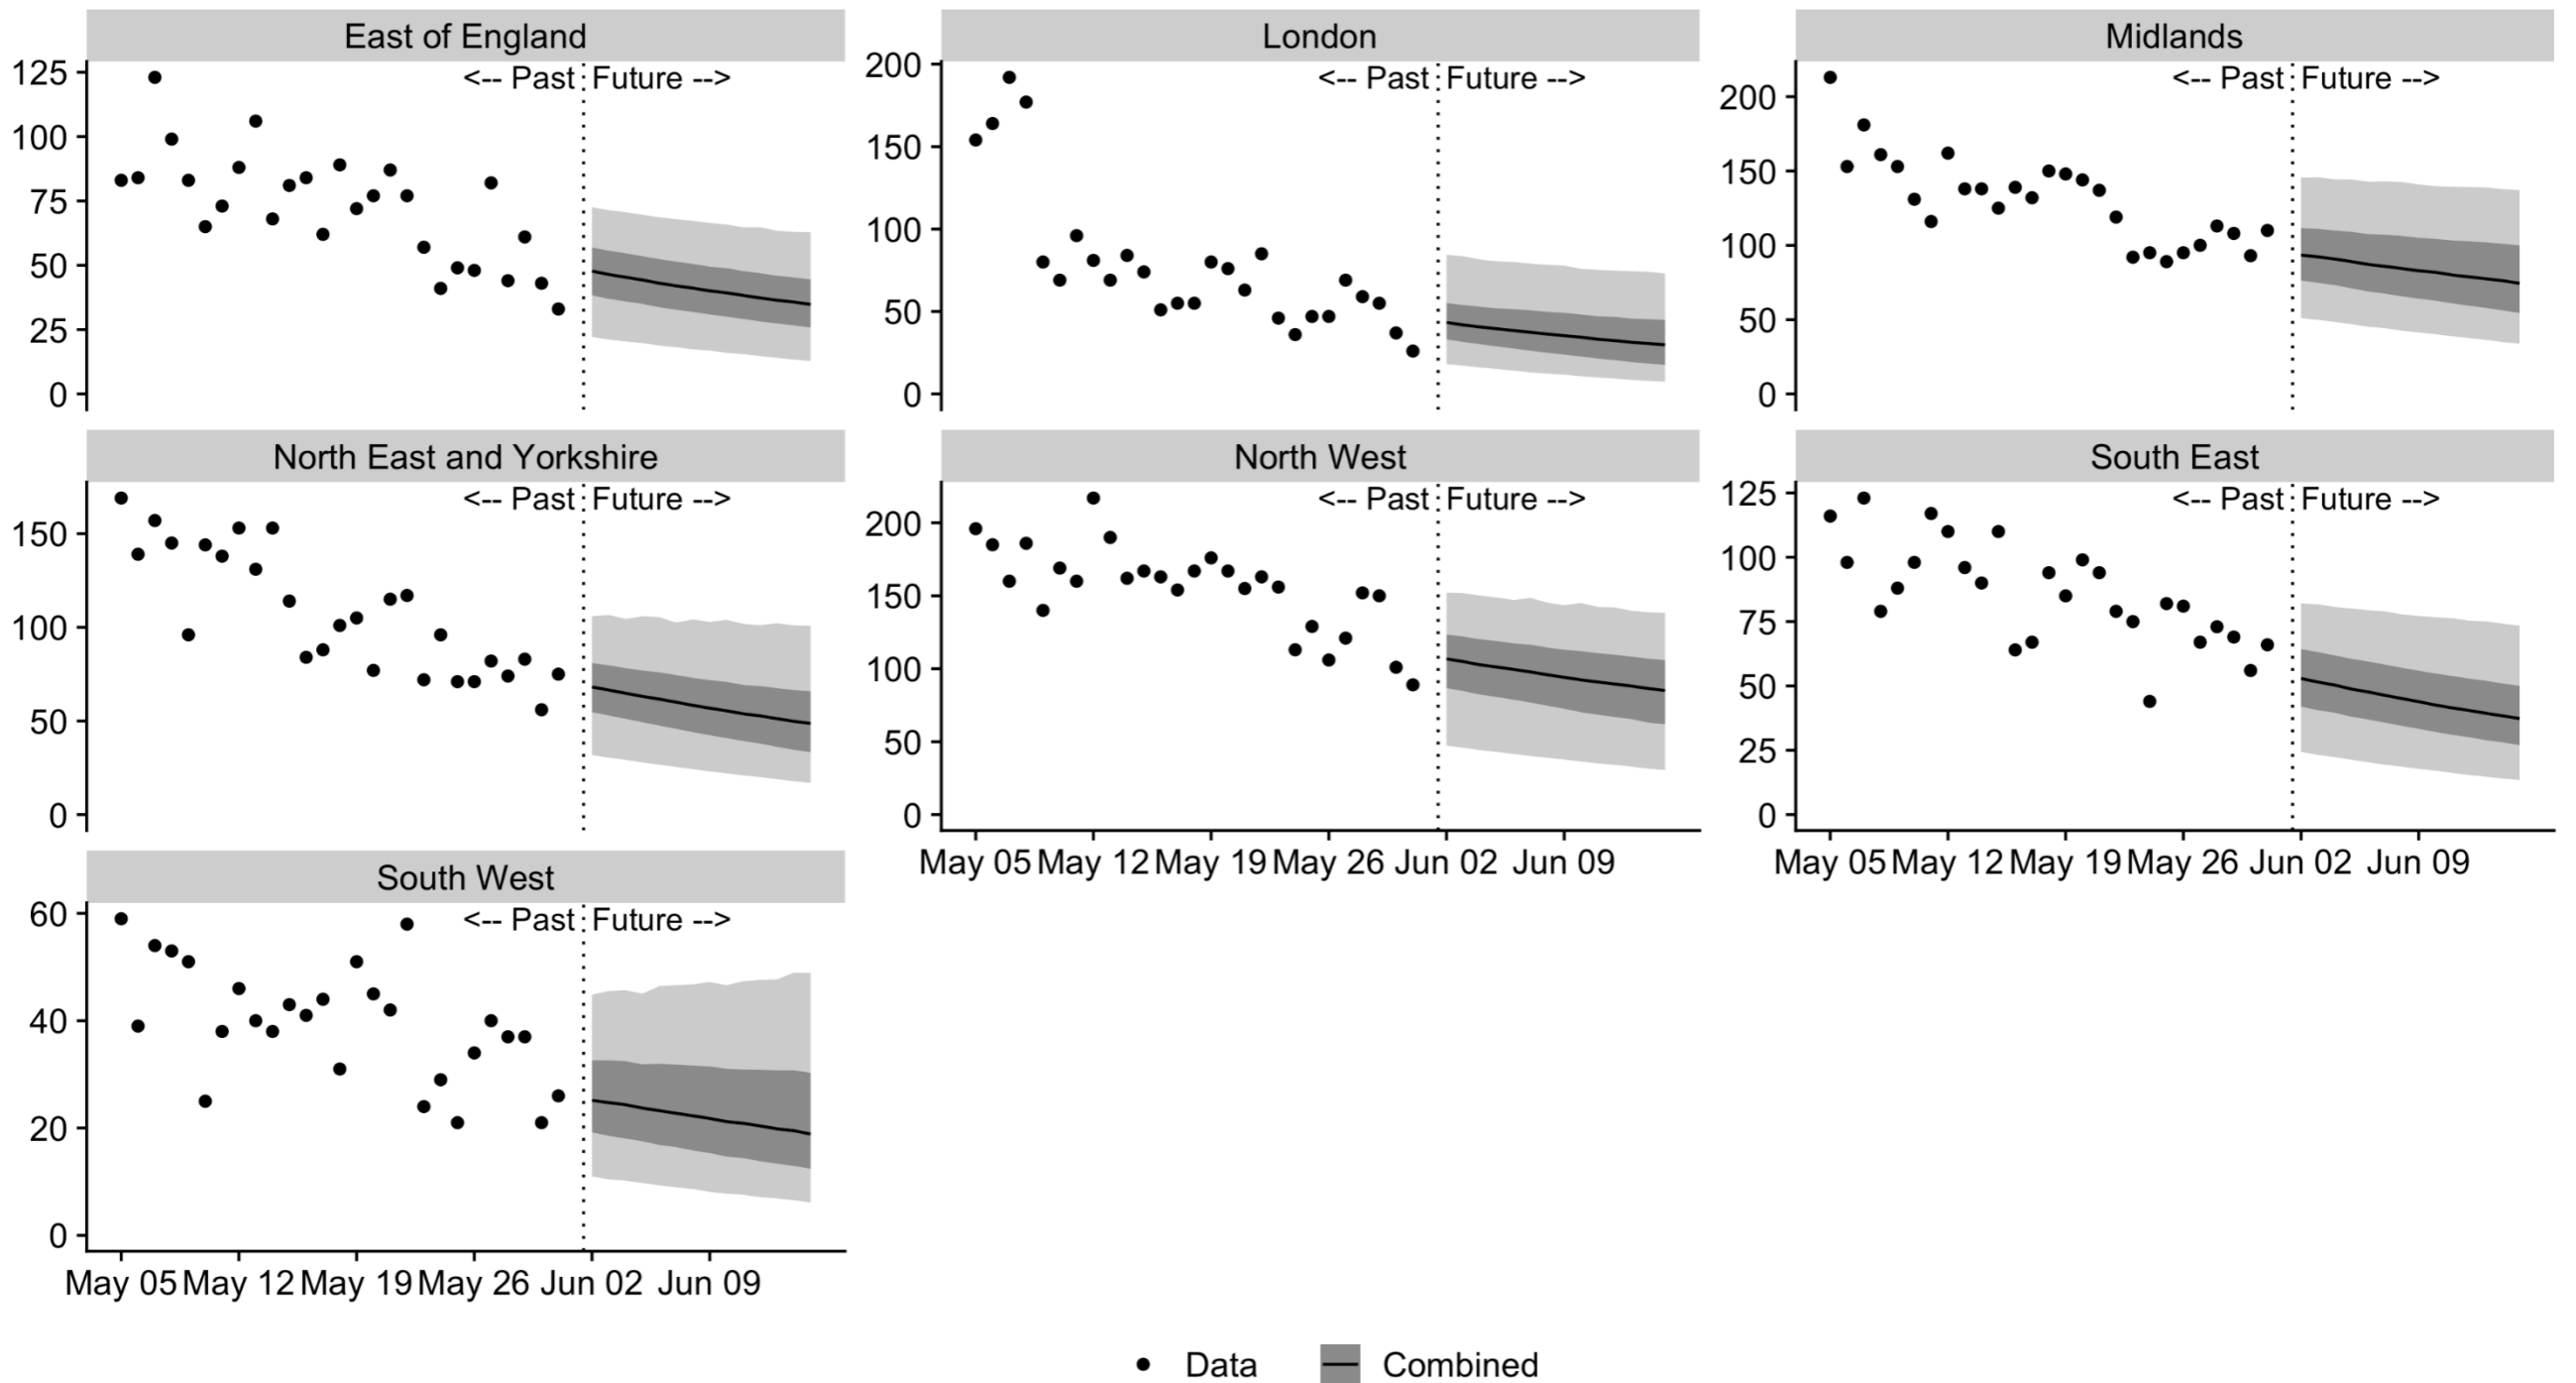 East of England
<-- Past Future -->
125
100
75
50
25
0
London
<-- Past Future -->
200
150
100
50
0
Midlands
<-- Past Future -->
200
150
100
50
0
North East and Yorkshire
<-- Past Future -->
150
100
50
0
North West
<-- Past Future -->
200
150
100
50
0
May 05 May 12 May 19 May 26 Jun 02 Jun 09
South East
<-- Past Future -->
125
100
75
50
25
0
May 05 May 12 May 19 May 26 Jun 02 Jun 09
South West
<-- Past Future -->
60
40
20
0
May 05 May 12 May 19 May 26 Jun 02 Jun 09
Data Combined